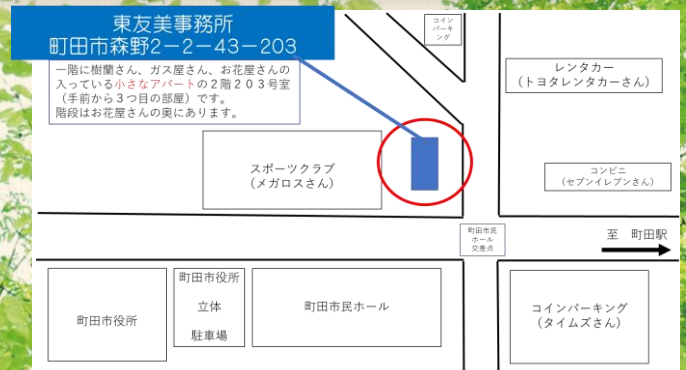 東友美事務所
町田市森野2ー2ー43ー203
一階に樹蘭さん、ガス屋さん、お花屋さんの
入っている小さなアパートの2階203号室
(手前から3つ目の部屋)です。
階段はお花屋さんの奥にあります。
コイン
パーキ
ング
レンタカー
(トヨタレンタカーさん)
スポーツクラブ
(メガロスさん)
コンビニ
(セブンイレブンさん)
町田市民
ホール
交差点
至 町田駅
町田市役所
町田市役所
立体
駐車場
町田市民ホール
コインパーキング
(タイムズさん)